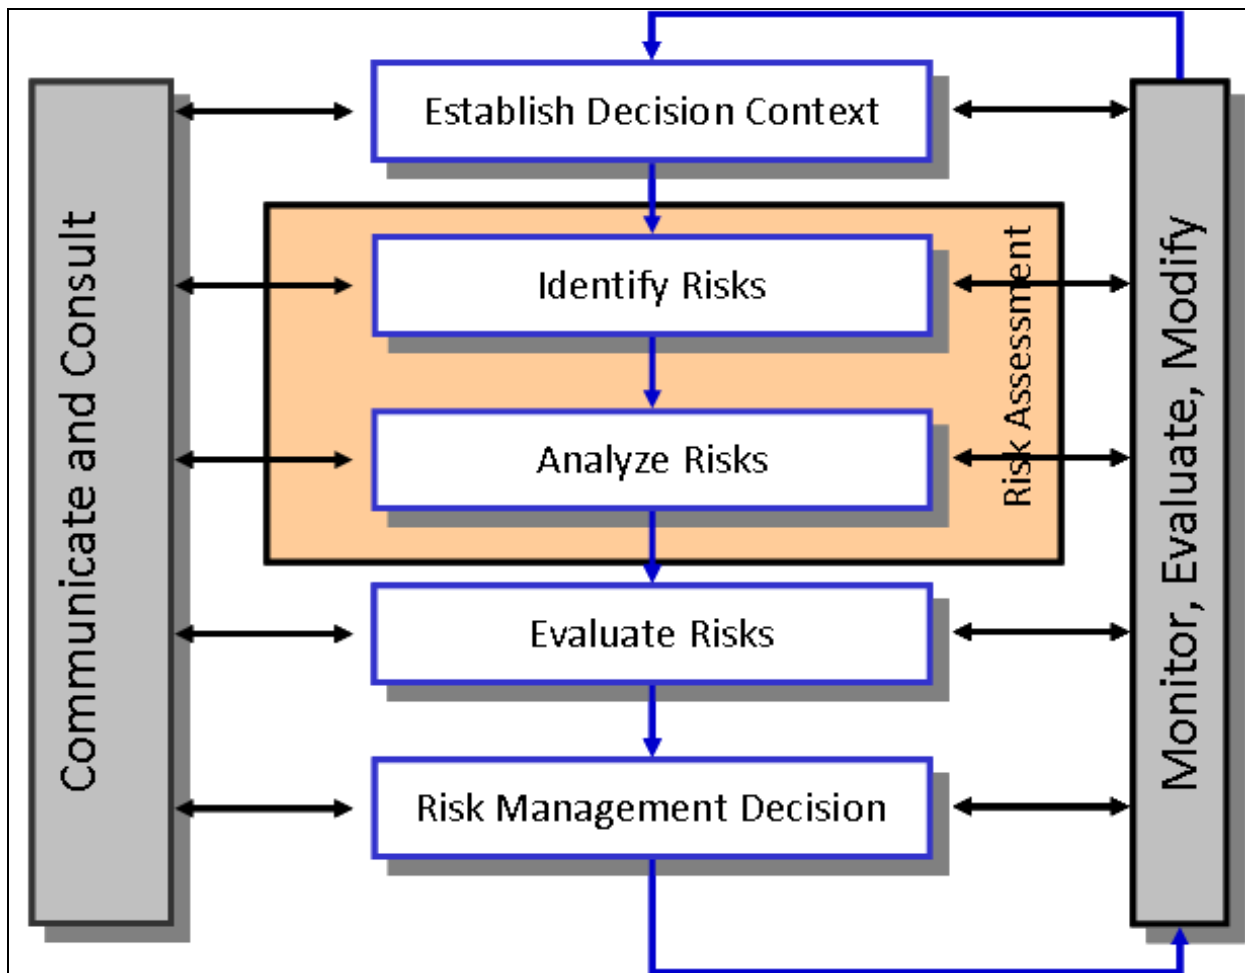 Communicate and Consult
Establish Decision Context
Identify Risks
Analyze Risks
Risk Assessment
Evaluate Risks
Risk Management Decision
Monitor, Evaluate, Modify